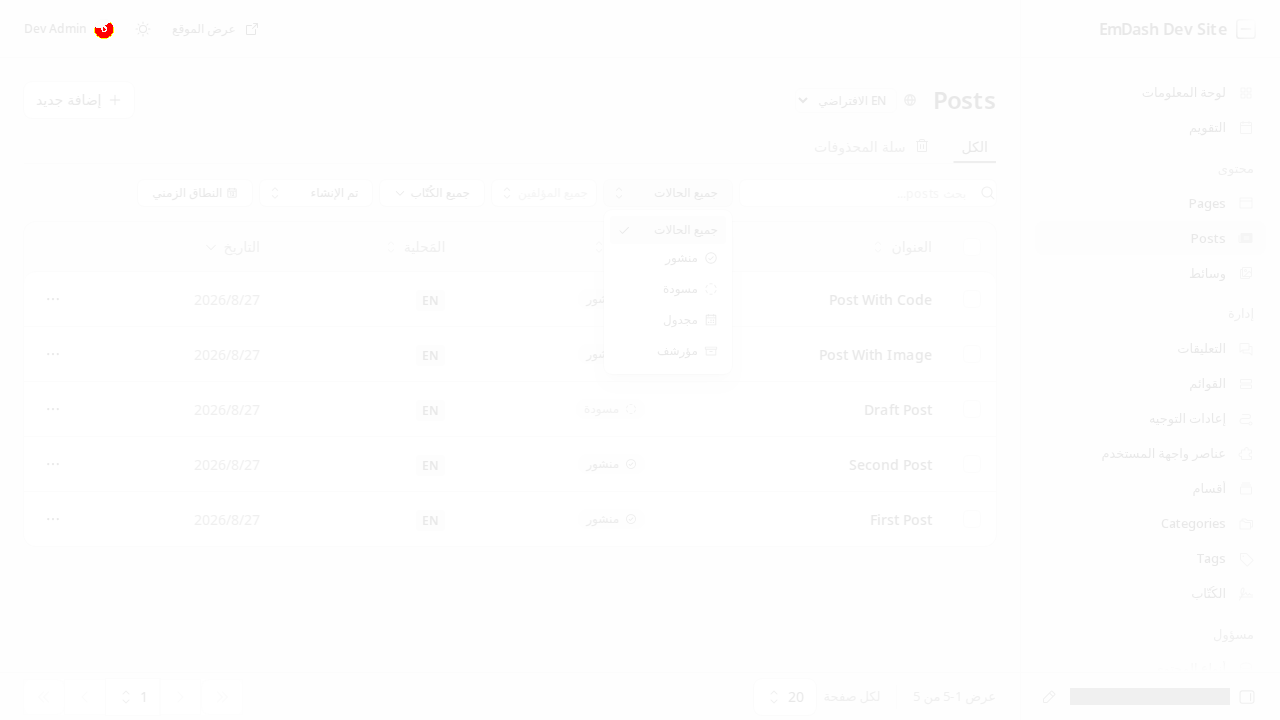 EmDash Dev Site
عرض الموقع
Dev Admin
لوحة المعلومات
التقويم
محتوى
Pages
Posts
وسائط
إدارة
التعليقات
القوائم
إعادات التوجيه
عناصر واجهة المستخدم
أقسام
Categories
Tags
الكُتّاب
مسؤول
Posts
EN الافتراضي
إضافة جديد
الكل
سلة المحذوفات
بحث posts...
جميع الحالات
جميع المؤلفين
جميع الكُتّاب
تم الإنشاء
النطاق الزمني
جميع الحالات
منشور
مسودة
مجدول
مؤرشف
العنوان
المَحلية
التاريخ
Post With Code
EN
2026/8/27
Post With Image
EN
2026/8/27
Draft Post
مسودة
EN
2026/8/27
Second Post
منشور
EN
2026/8/27
First Post
منشور
EN
2026/8/27
عرض 1-5 من 5
لكل صفحة
20
1